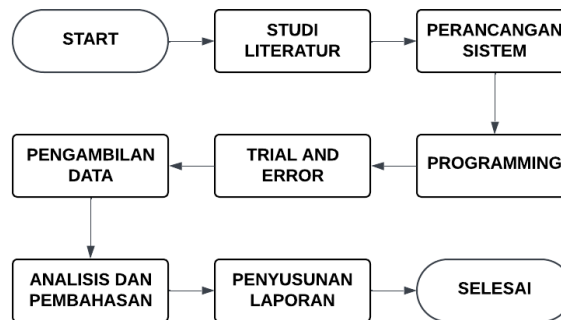 START
STUDI
LITERATUR
PERANCANGAN
SISTEM
PENGAMBILAN
DATA
TRIAL AND
ERROR
PROGRAMMING
ANALISIS DAN
PEMBAHASAN
PENYUSUNAN
LAPORAN
SELESAI